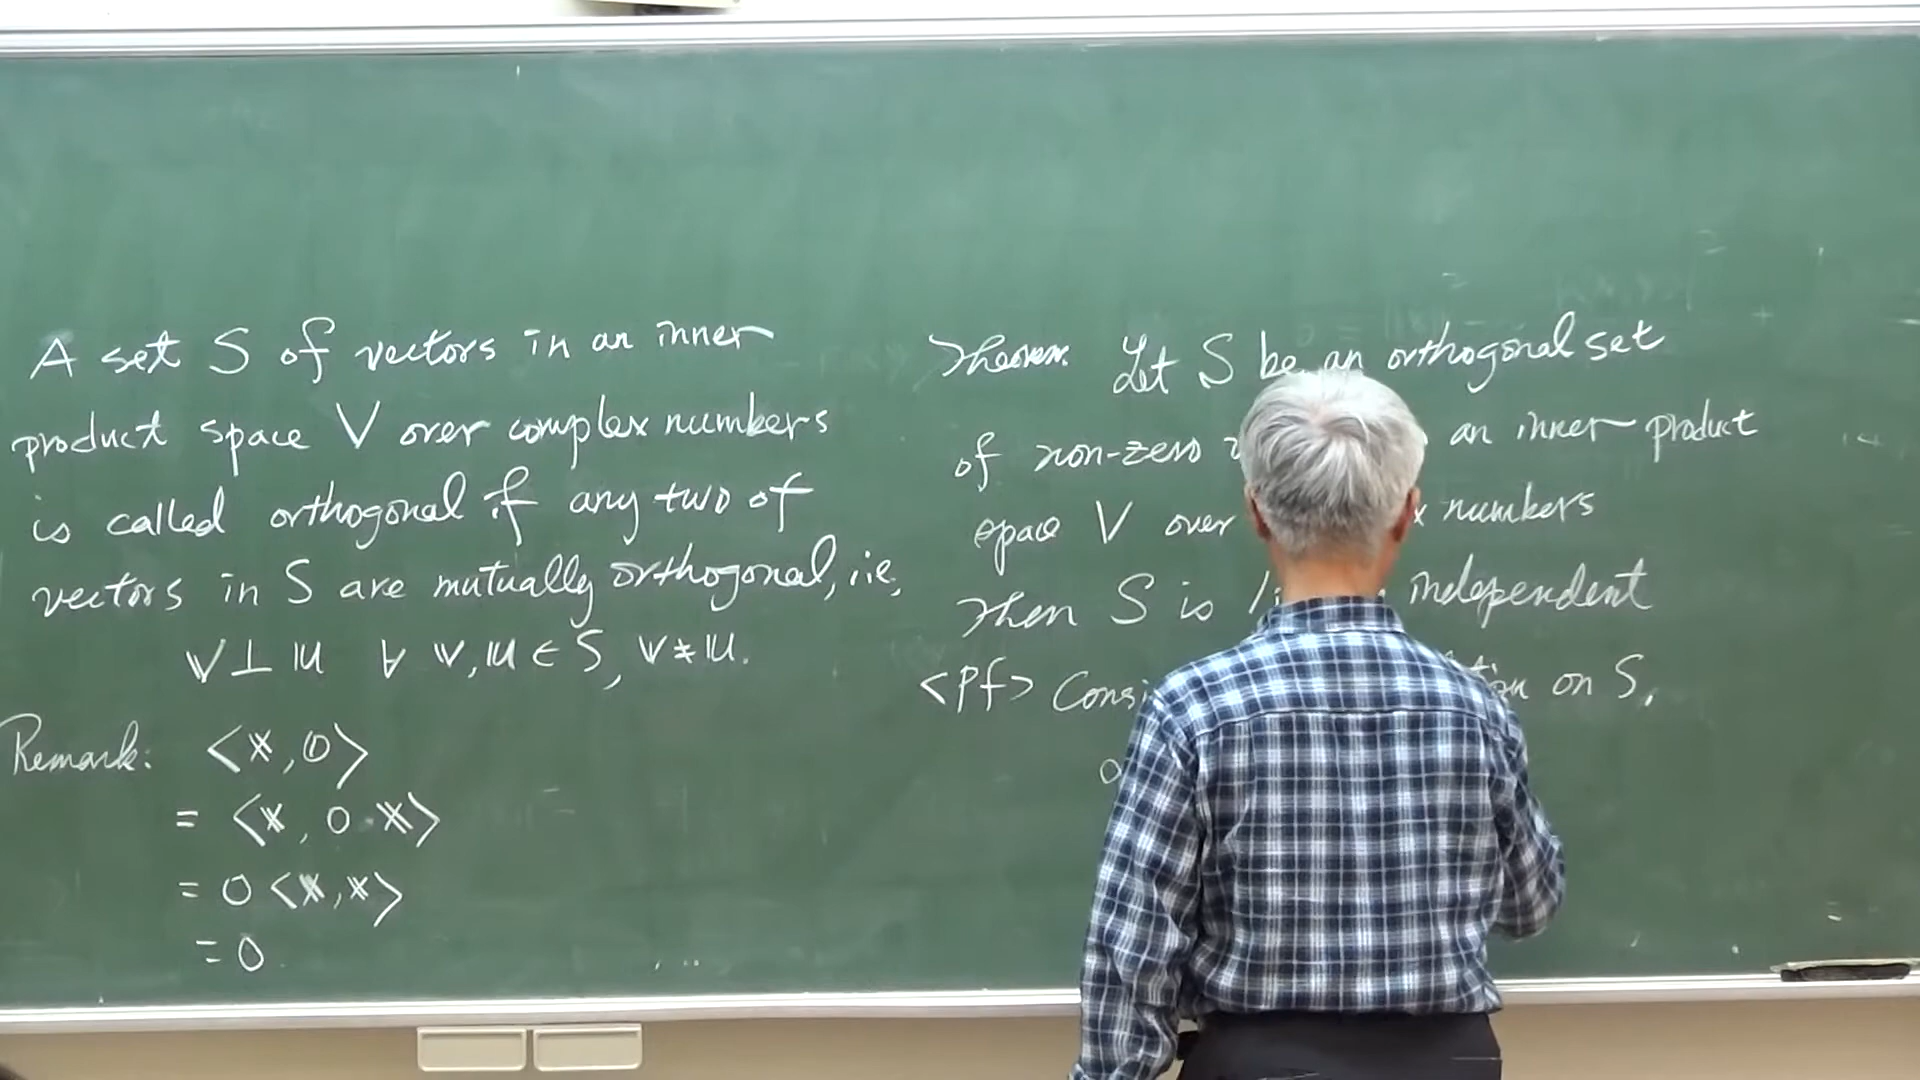 A set S of vectors in an inner
product space V over complex numbers
is called orthogonal if any two of
vectors in S are mutually orthogonal, i.e.,
𝕧 ⊥ 𝕦 ∀ 𝕧, 𝕦 ∈ S, 𝕧 ≠ 𝕦.
Remark: <𝕩, 𝟘>
= <𝕩, 0·𝕩>
= 0 <𝕩, 𝕩>
= 0
Theorem. Let S be an orthogonal set
of non-zero an inner product
space V over numbers
Then S is independent
<Pf> on S,